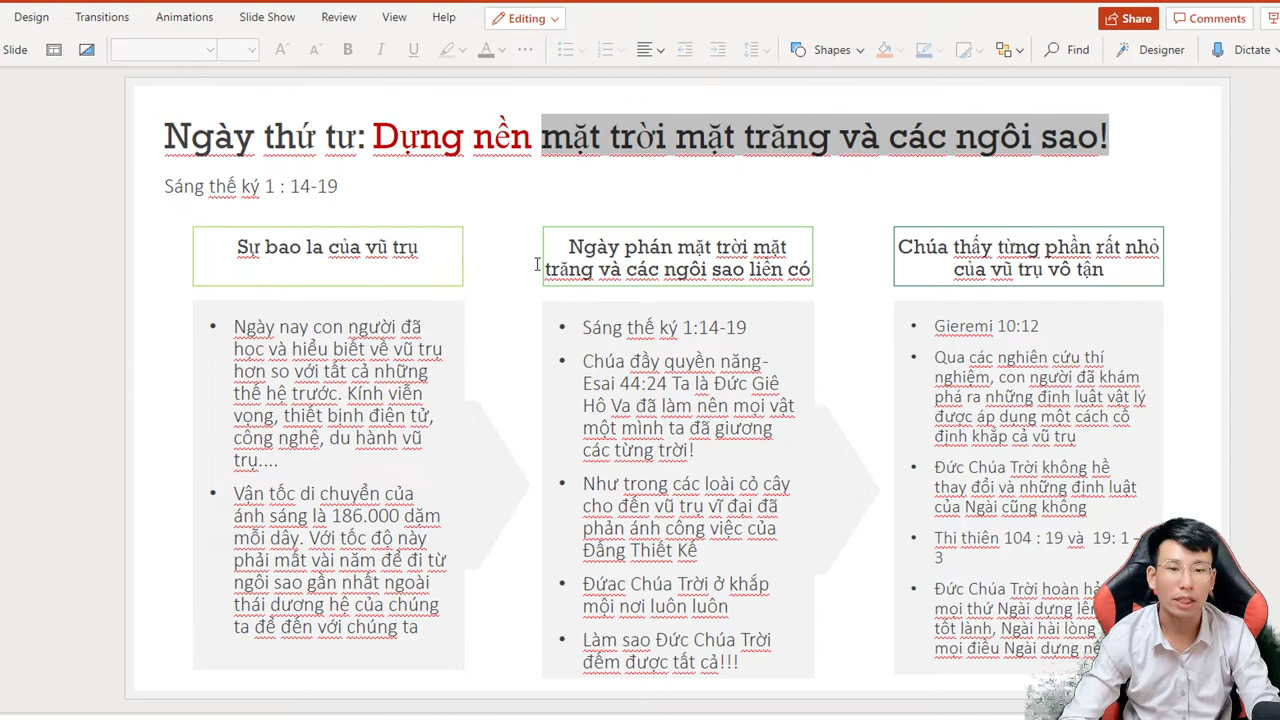 Design Transitions Animations Slide Show Review View Help Editing Share Comments
Slide Shapes Find Designer Dictate
Ngày thứ tư: Dựng nền mặt trời mặt trăng và các ngôi sao!
Sáng thế ký 1 : 14-19
Sự bao la của vũ trụ
• Ngày nay con người đã
học và hiểu biết về vũ trụ
hơn so với tất cả những
thế hệ trước. Kính viễn
vọng, thiết bị điện tử,
công nghệ, du hành vũ
trụ....
• Vận tốc di chuyển của
ánh sáng là 186.000 dặm
mỗi dây. Với tốc độ này
phải mất vài năm để đi từ
ngôi sao gần nhất ngoài
thái dương hệ của chúng
ta để đến với chúng ta
Ngày phán mặt trời mặt
trăng và các ngôi sao liền có
• Sáng thế ký 1:14-19
• Chúa đầy quyền năng-
Esai 44:24 Ta là Đức Giê
Hô Va đã làm nên mọi vật
một mình ta đã giương
các từng trời!
• Như trong các loài cỏ cây
cho đến vũ trụ vĩ đại đã
phản ánh công việc của
Đấng Thiết Kế
• Đứac Chúa Trời ở khắp
mội nơi luôn luôn
• Làm sao Đức Chúa Trời
đếm được tất cả!!!
Chúa thấy từng phần rất nhỏ
của vũ trụ vô tận
• Gieremi 10:12
• Qua các nghiên cứu thí
nghiệm, con người đã khám
phá ra những định luật vật lý
được áp dụng một cách cố
định khắp cả vũ trụ
• Đức Chúa Trời không hề
thay đổi và những định luật
của Ngài cũng không
• Thi thiên 104 : 19 và 19: 1 –
3
• Đức Chúa Trời hoàn
mọi thứ Ngài dựng
tốt lành, Ngài hài lòng
mọi điều Ngài dựng